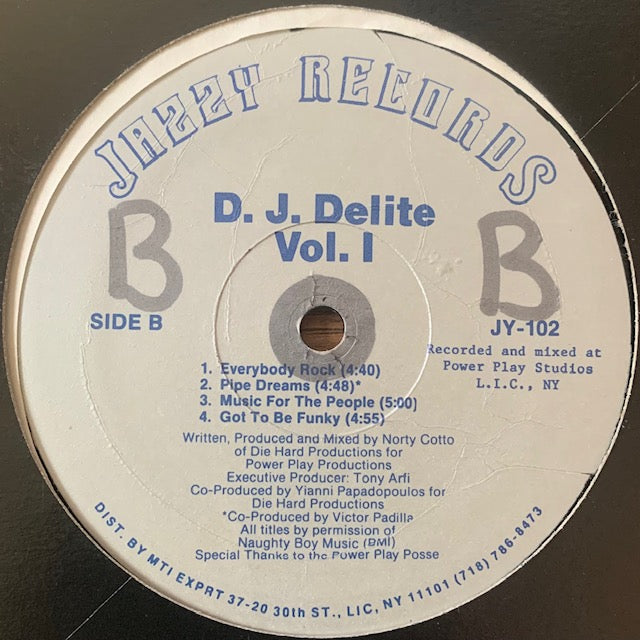 JAZZY RECORDS
D. J. Delite
Vol. I
B
B
SIDE B
JY-102
Recorded and mixed at
Power Play Studios
L.I.C., NY
1. Everybody Rock (4:40)
2. Pipe Dreams (4:48)*
3. Music For The People (5:00)
4. Got To Be Funky (4:55)
Written, Produced and Mixed by Norty Cotto
of Die Hard Productions for
Power Play Productions
Executive Producer: Tony Arfi
Co-Produced by Yianni Papadopoulos for
Die Hard Productions
*Co-Produced by Victor Padilla
All titles by permission of
Naughty Boy Music (BMI)
Special Thanks to the Power Play Posse
DIST. BY MTI EXPRT 37-20 30th ST., LIC, NY 11101 (718) 786-8473